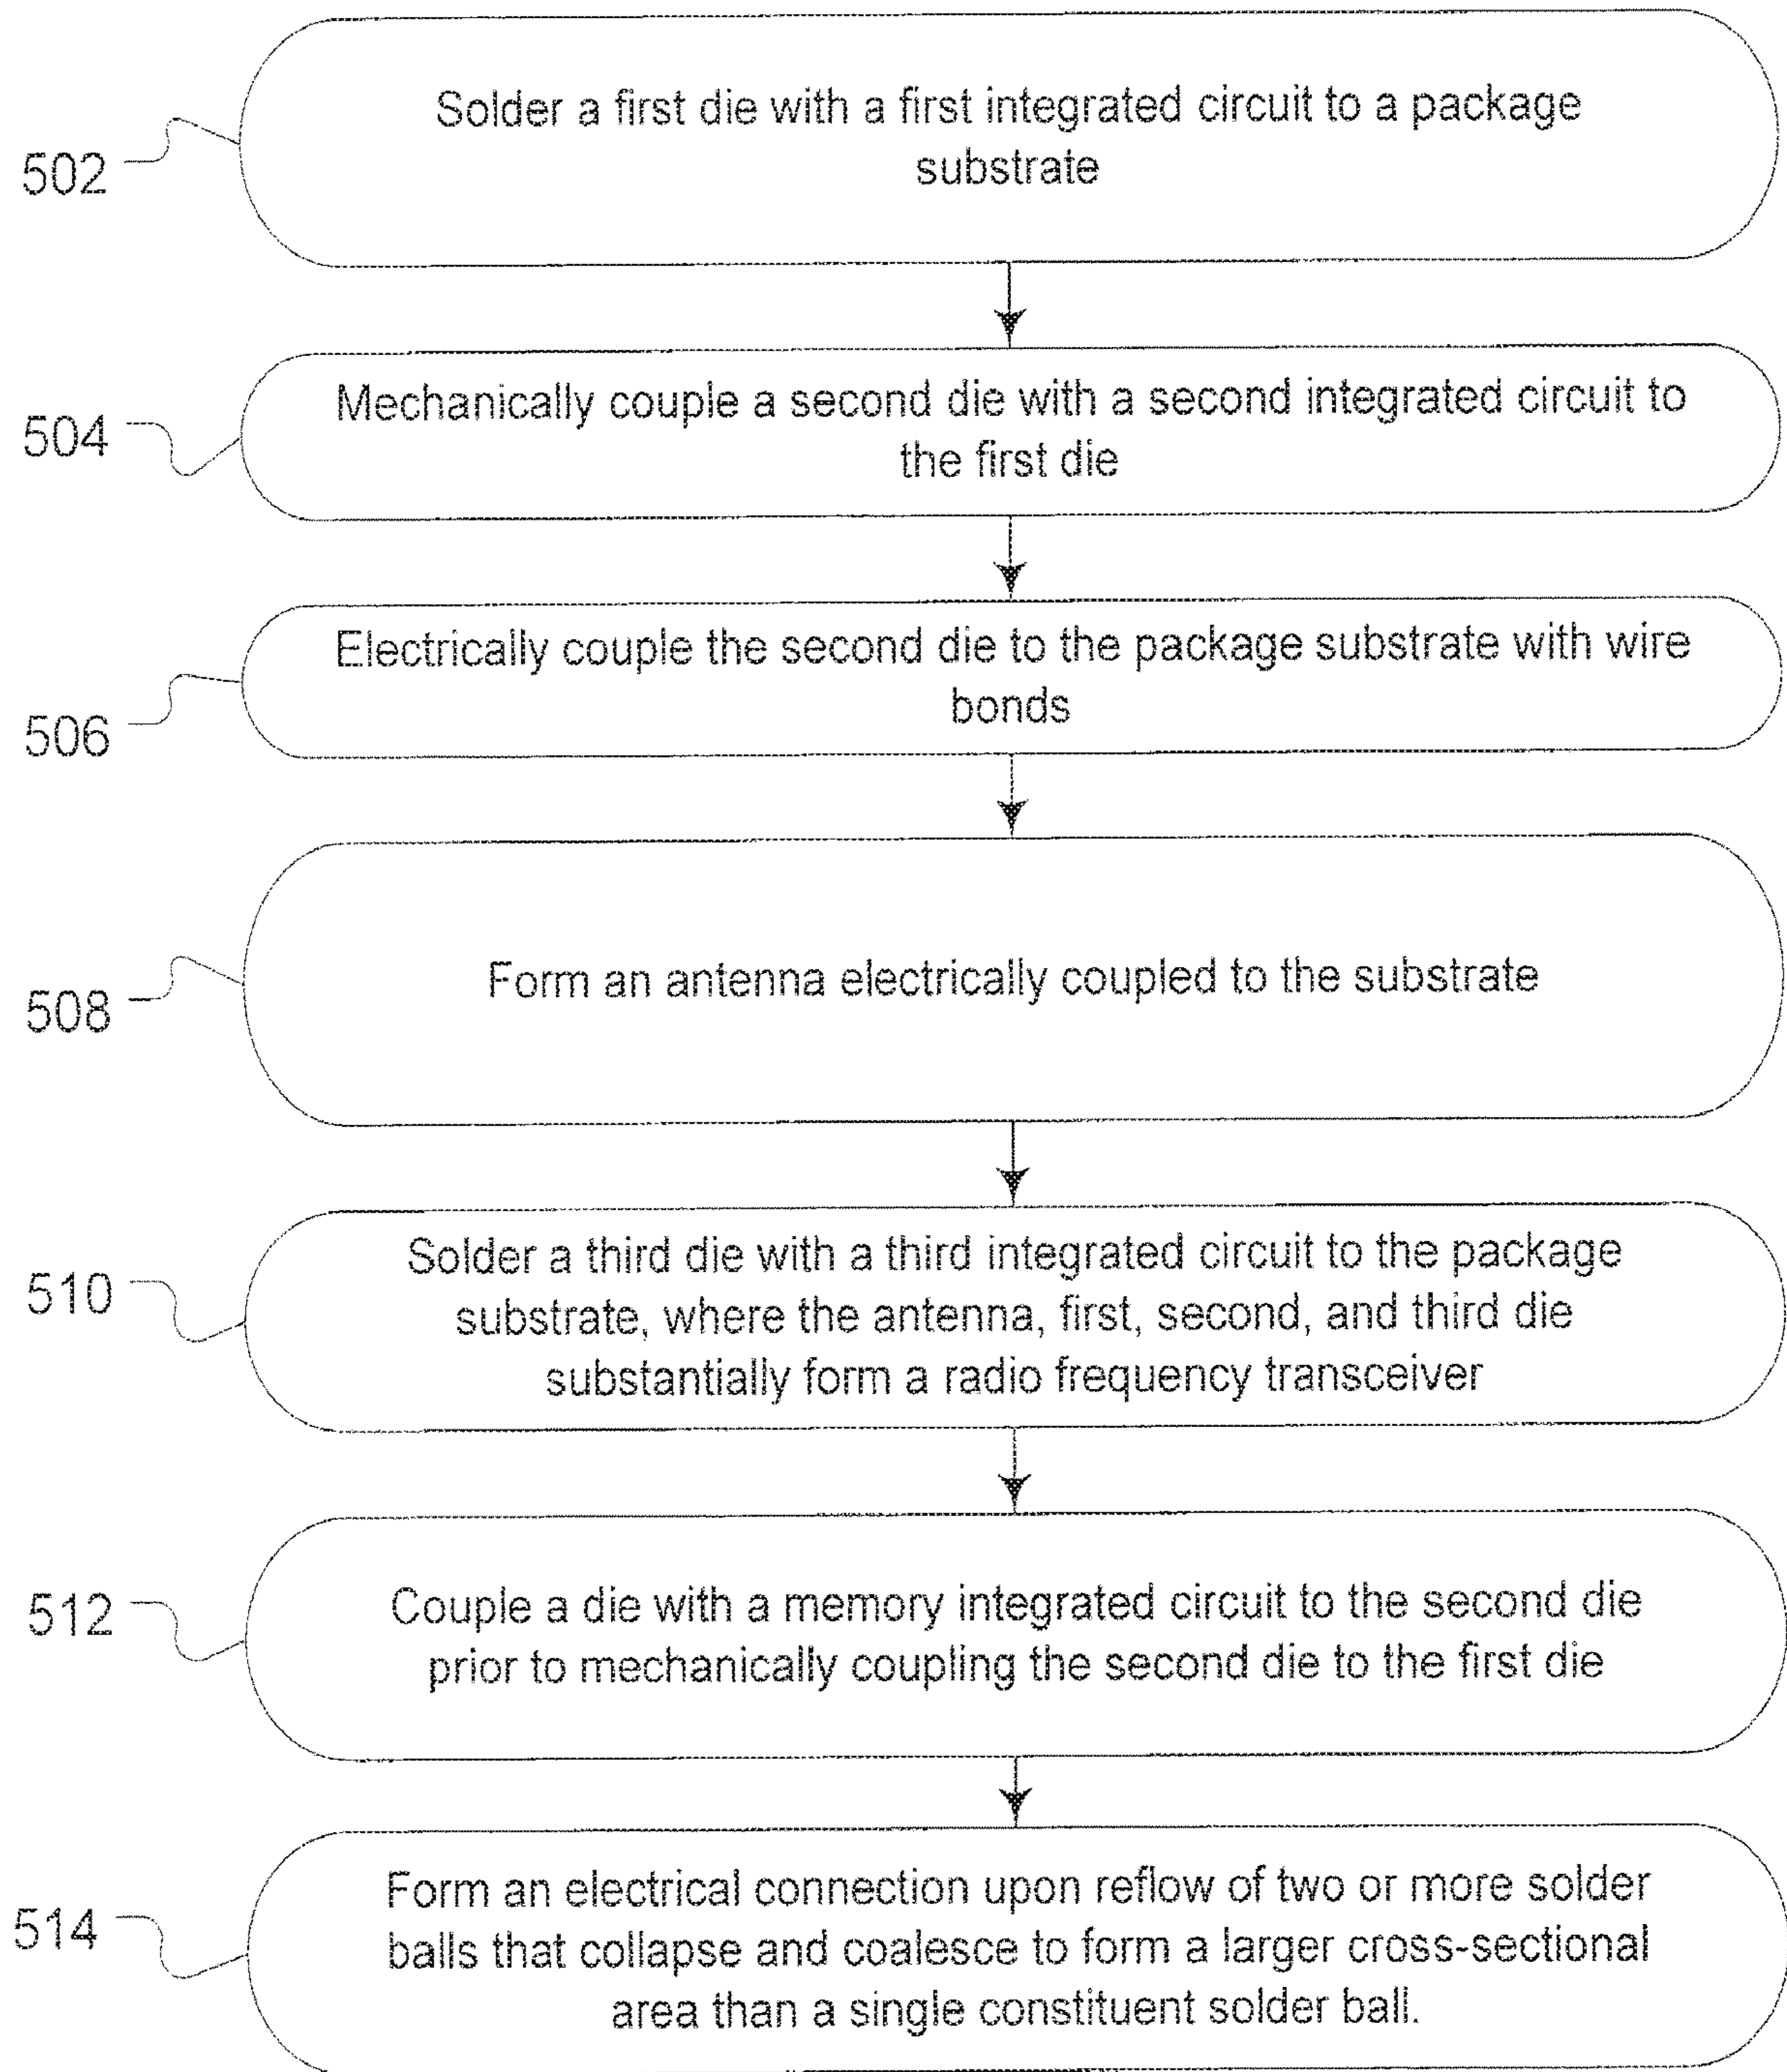 Solder a first die with a first integrated circuit to a package
substrate
502
Mechanically couple a second die with a second integrated circuit to
the first die
504
Electrically couple the second die to the package substrate with wire
bonds
506
Form an antenna electrically coupled to the substrate
508
Solder a third die with a third integrated circuit to the package
substrate, where the antenna, first, second, and third die
substantially form a radio frequency transceiver
510
Couple a die with a memory integrated circuit to the second die
prior to mechanically coupling the second die to the first die
512
Form an electrical connection upon reflow of two or more solder
balls that collapse and coalesce to form a larger cross-sectional
area than a single constituent solder ball.
514